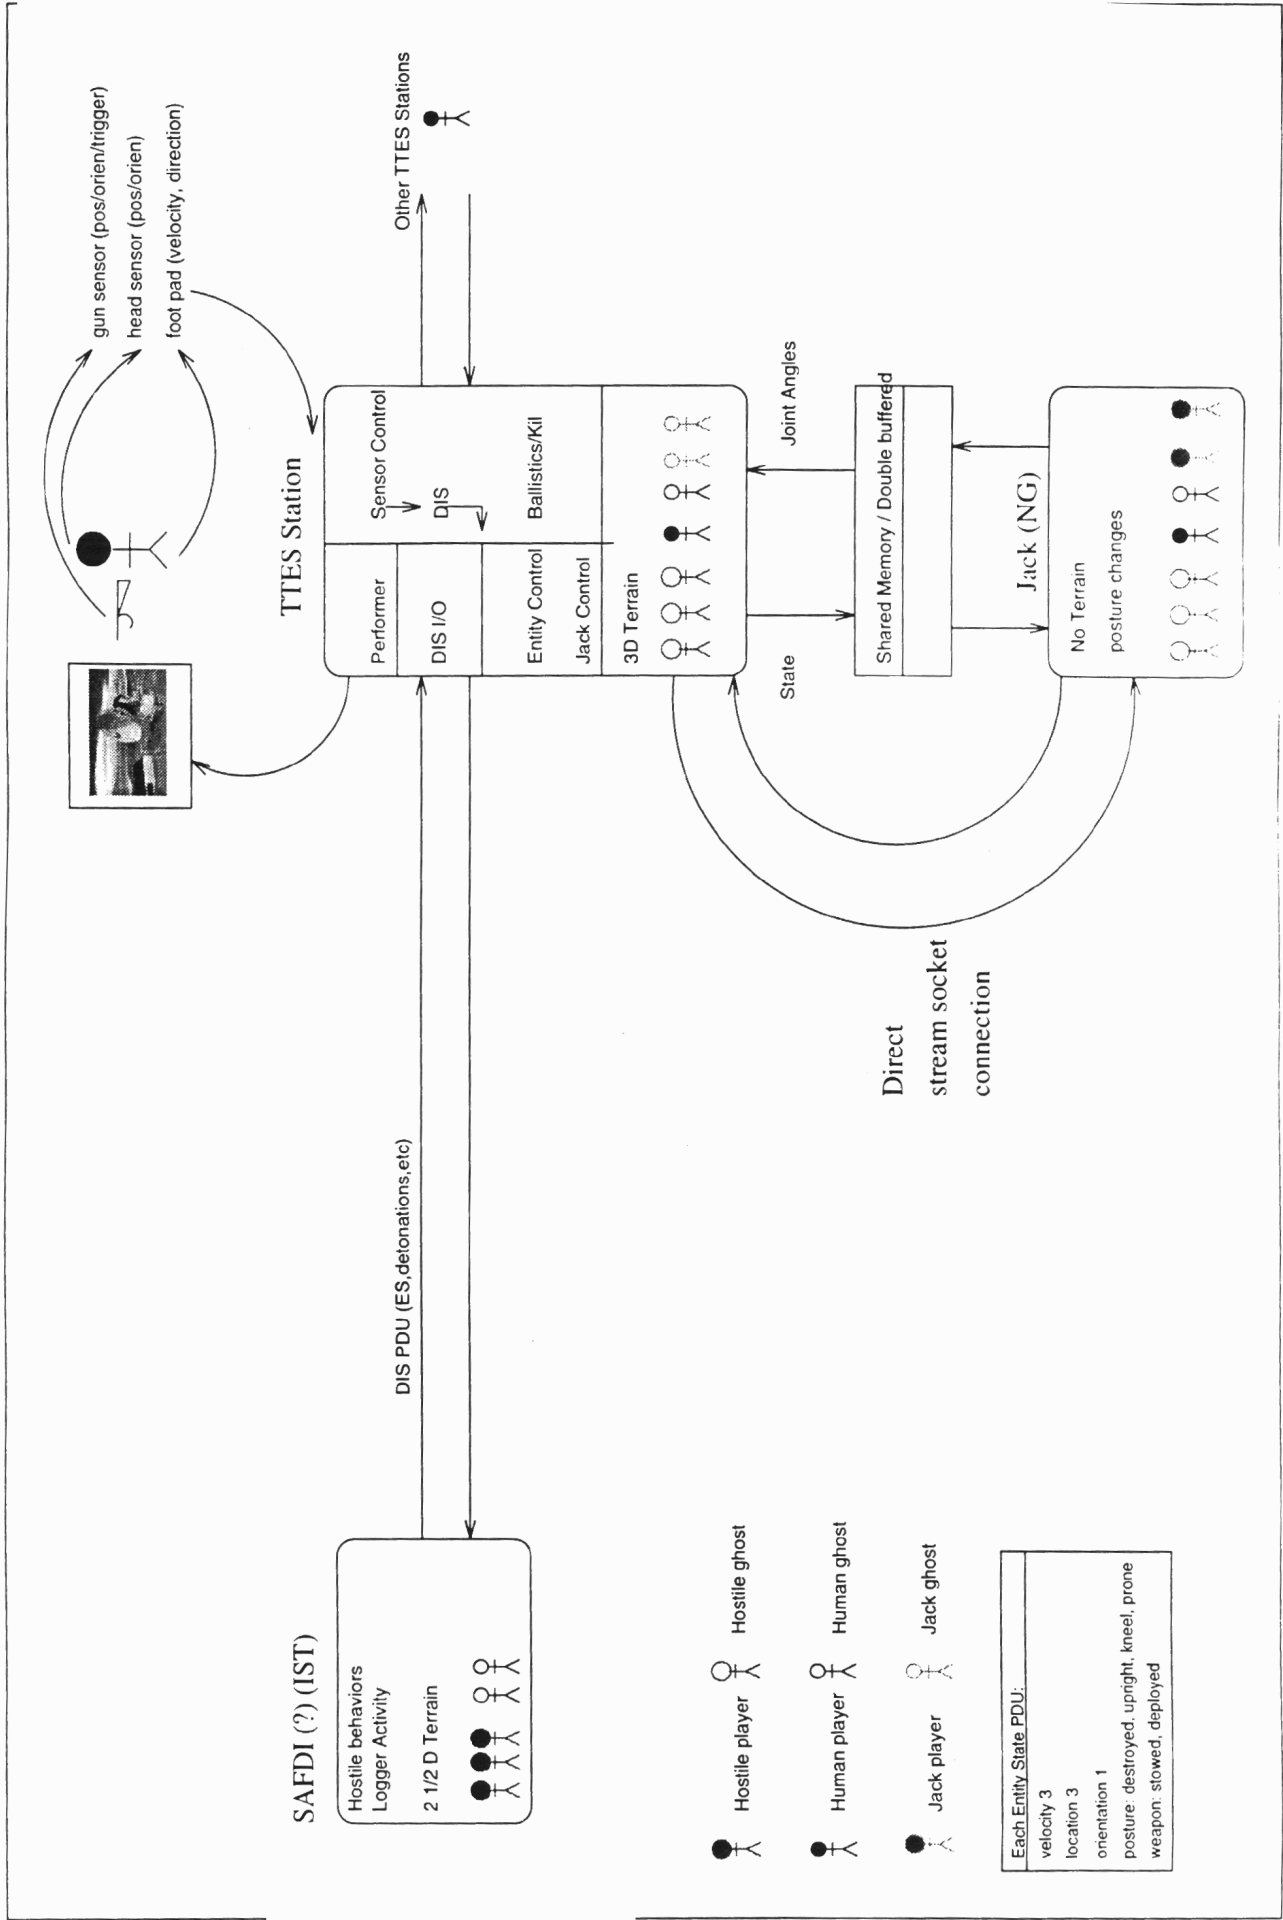 gun sensor (pos/orien/trigger)
head sensor (pos/orien)
foot pad (velocity, direction)
Other TTES Stations
TTES Station
Performer
Sensor Control
DIS I/O
DIS
Entity Control
Ballistics/Kil
Jack Control
3D Terrain
SAFDI (?) (IST)
Hostile behaviors
Logger Activity
2 1/2 D Terrain
DIS PDU (ES,detonations,etc)
State
Joint Angles
Shared Memory / Double buffered
Jack (NG)
No Terrain
posture changes
Direct
stream socket
connection
Hostile player
Hostile ghost
Human player
Human ghost
Jack player
Jack ghost
Each Entity State PDU:
velocity 3
location 3
orientation 1
posture: destroyed, upright, kneel, prone
weapon: stowed, deployed